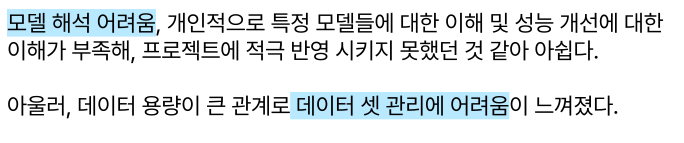 모델 해석 어려움, 개인적으로 특정 모델들에 대한 이해 및 성능 개선에 대한
이해가 부족해, 프로젝트에 적극 반영 시키지 못했던 것 같아 아쉽다.
아울러, 데이터 용량이 큰 관계로 데이터 셋 관리에 어려움이 느껴졌다.